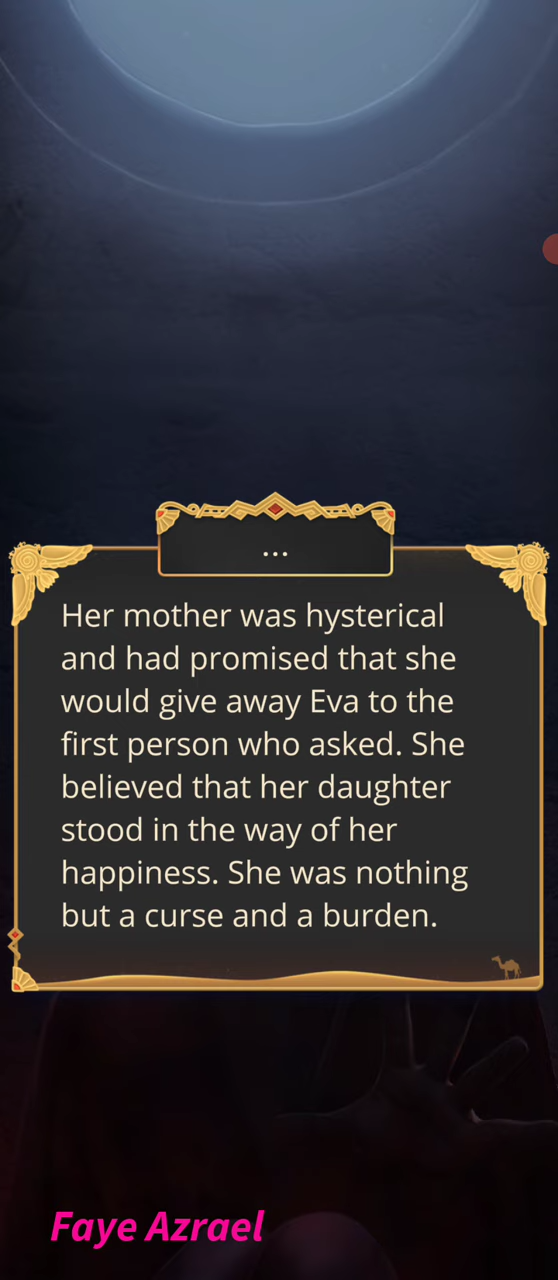 ...
Her mother was hysterical
and had promised that she
would give away Eva to the
first person who asked. She
believed that her daughter
stood in the way of her
happiness. She was nothing
but a curse and a burden.
Faye Azrael